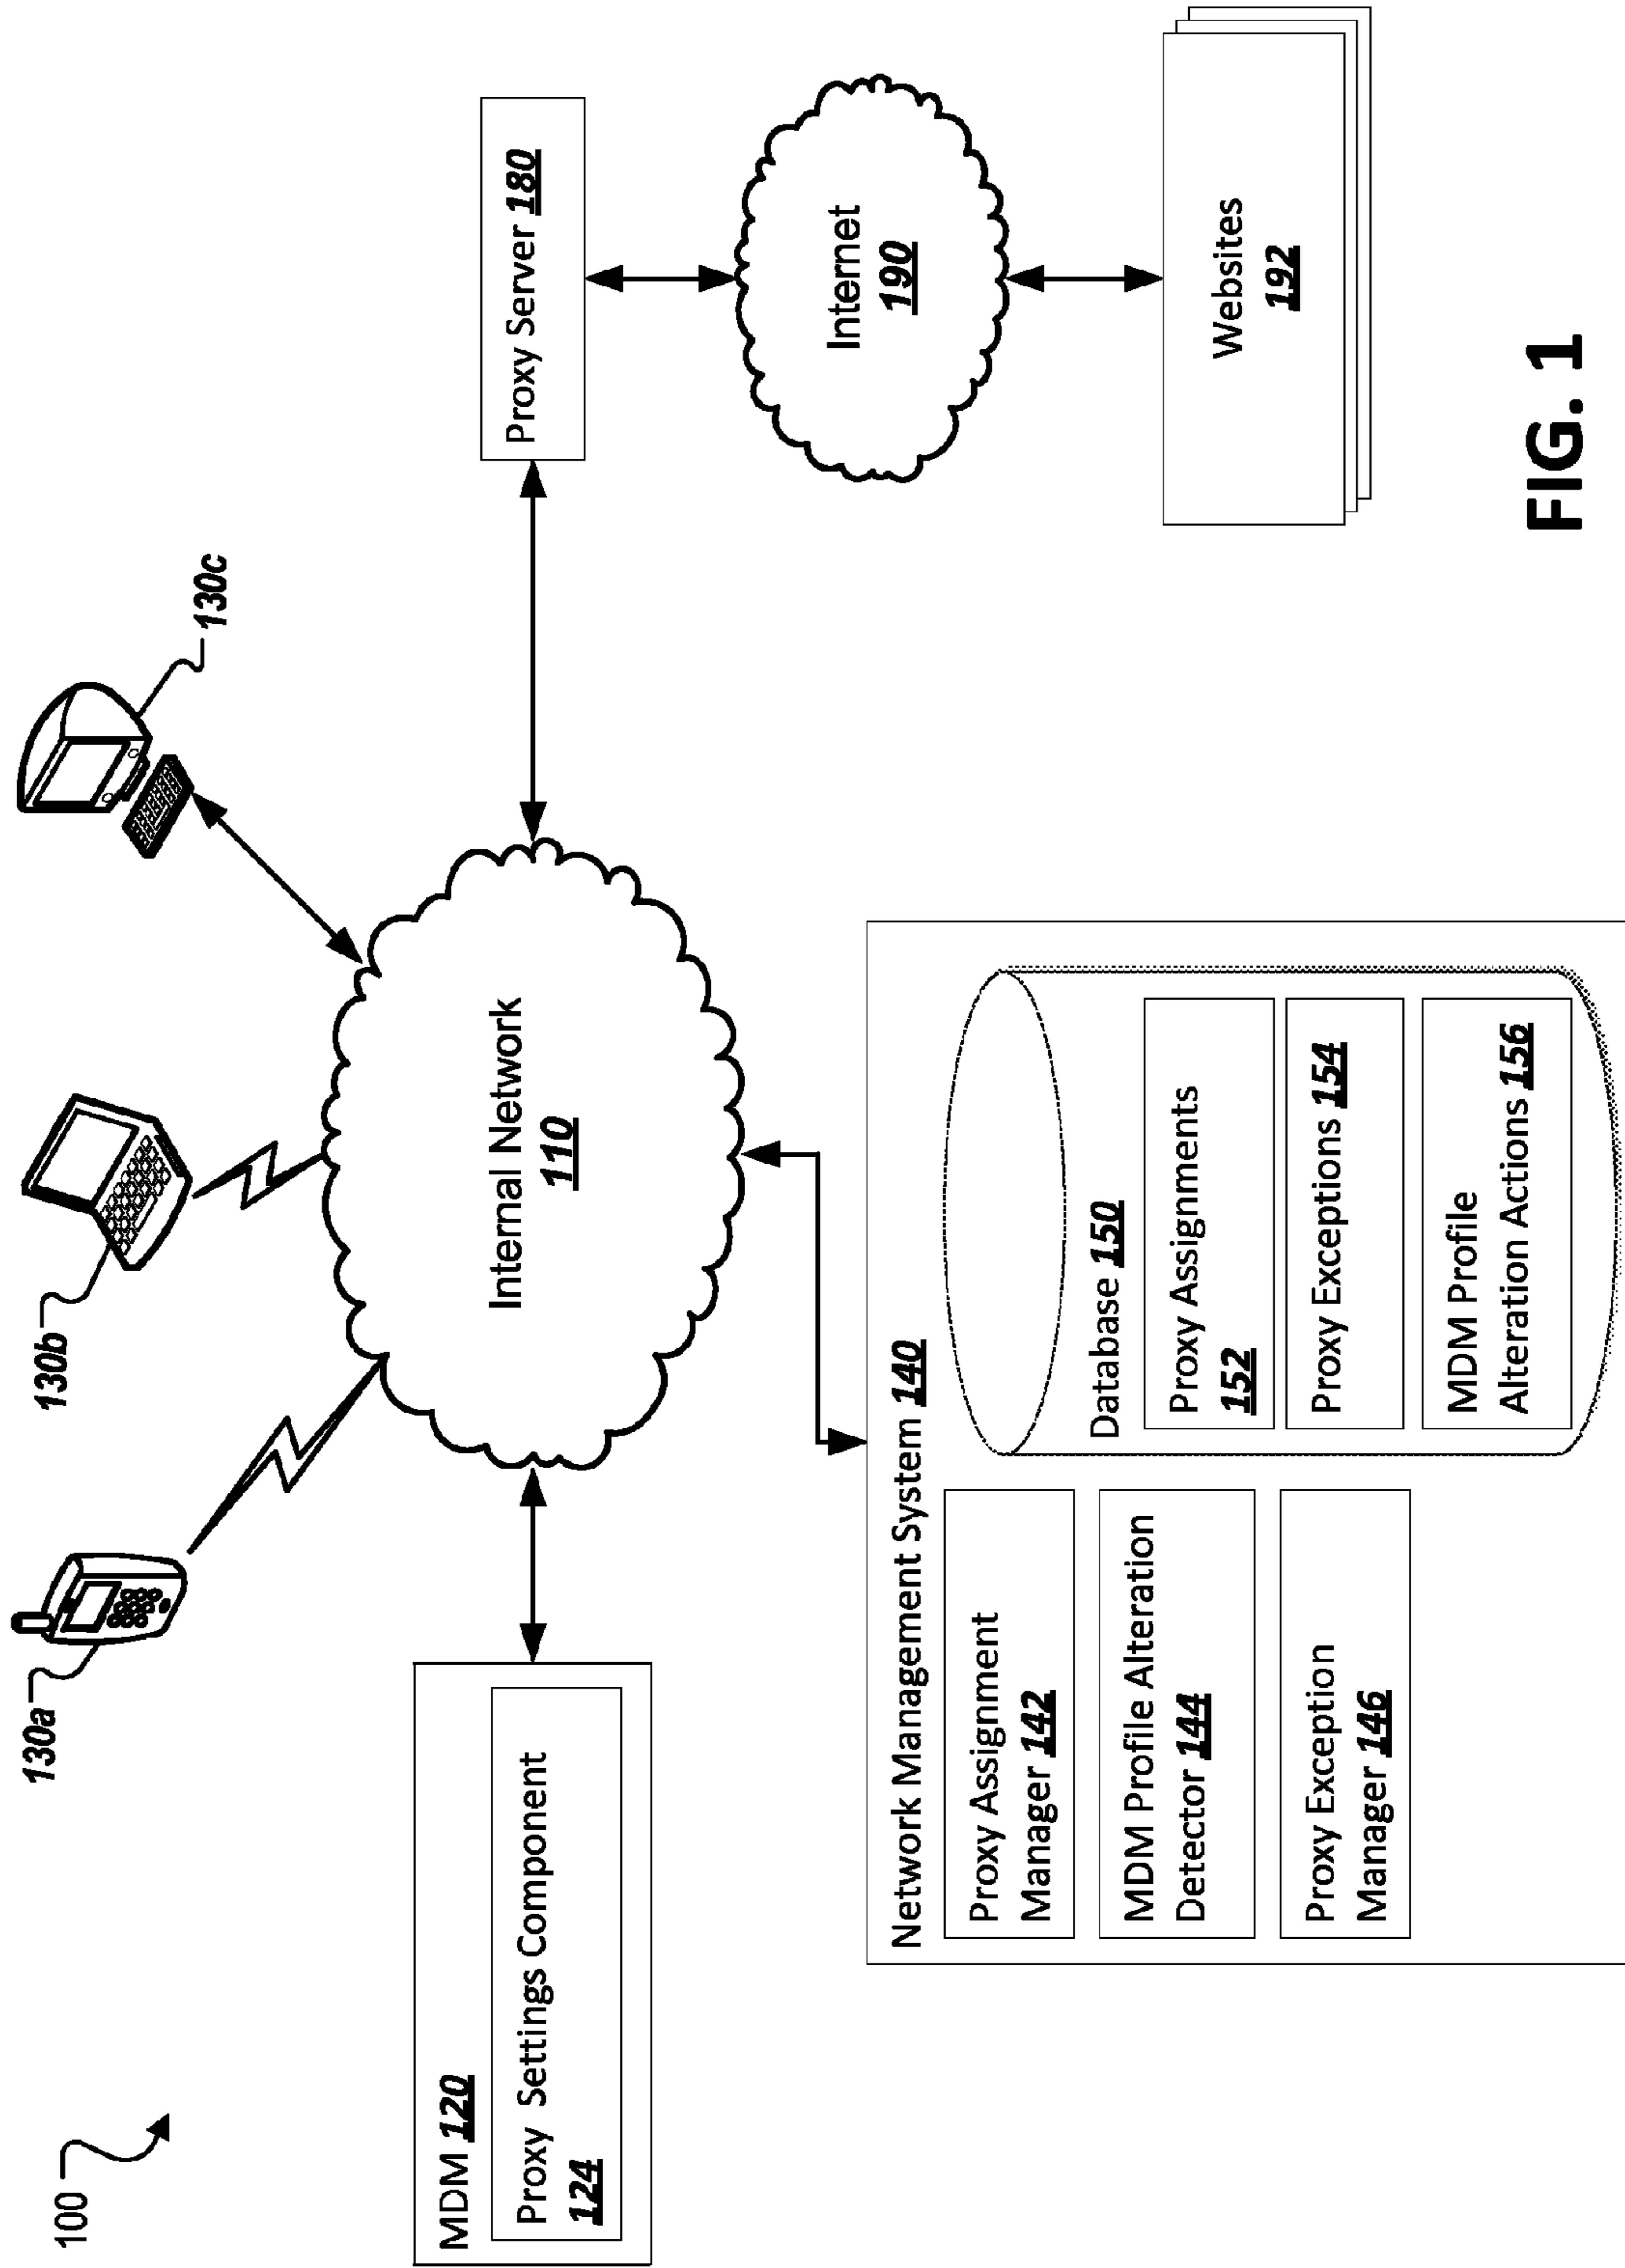 100
130a
130b
130c
MDM 120
Proxy Settings Component
124
Internal Network
110
Proxy Server 180
Internet
190
Websites
192
Network Management System 140
Proxy Assignment
Manager 142
MDM Profile Alteration
Detector 144
Proxy Exception
Manager 146
Database 150
Proxy Assignments
152
Proxy Exceptions 154
MDM Profile
Alteration Actions 156
FIG. 1